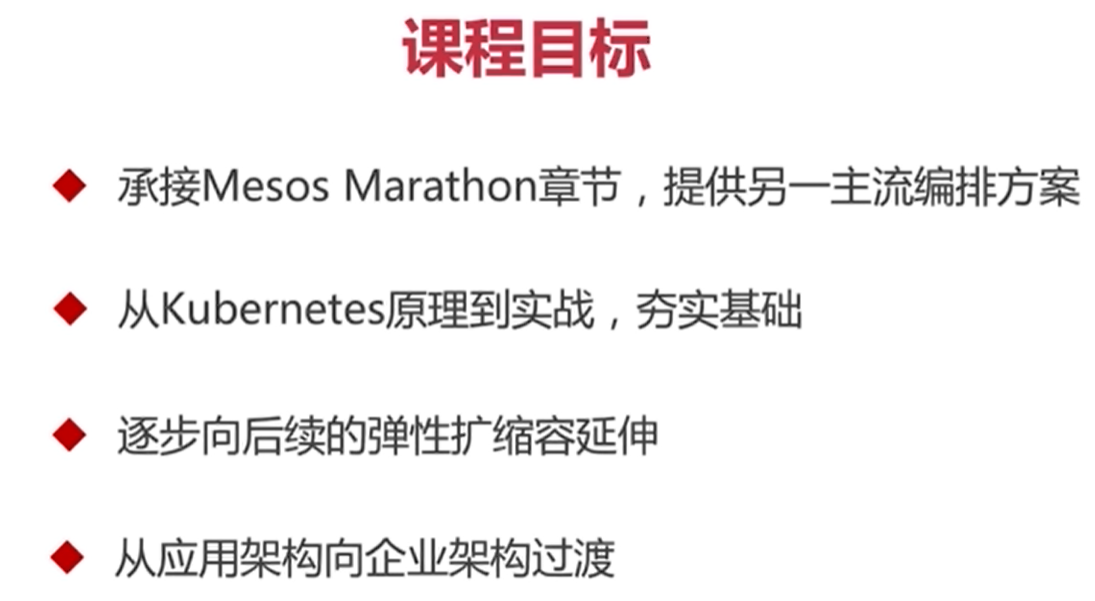 课程目标
承接Mesos Marathon章节，提供另一主流编排方案
从Kubernetes原理到实战，夯实基础
逐步向后续的弹性扩缩容延伸
从应用架构向企业架构过渡